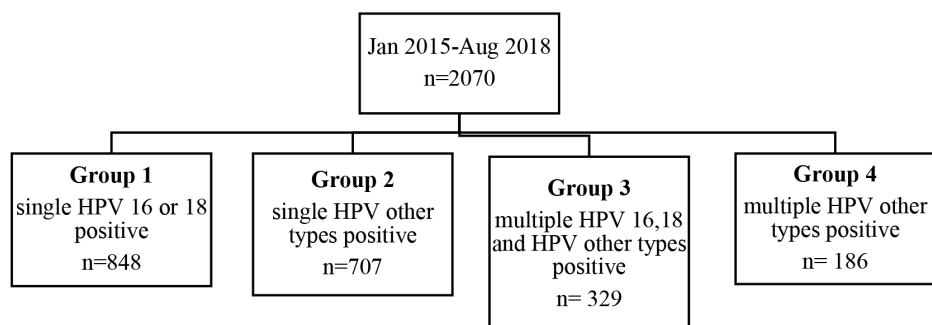 Jan 2015-Aug 2018
n=2070
Group 1
single HPV 16 or 18
positive
n=848
Group 2
single HPV other
types positive
n=707
Group 3
multiple HPV 16,18
and HPV other types
positive
n= 329
Group 4
multiple HPV other
types positive
n= 186